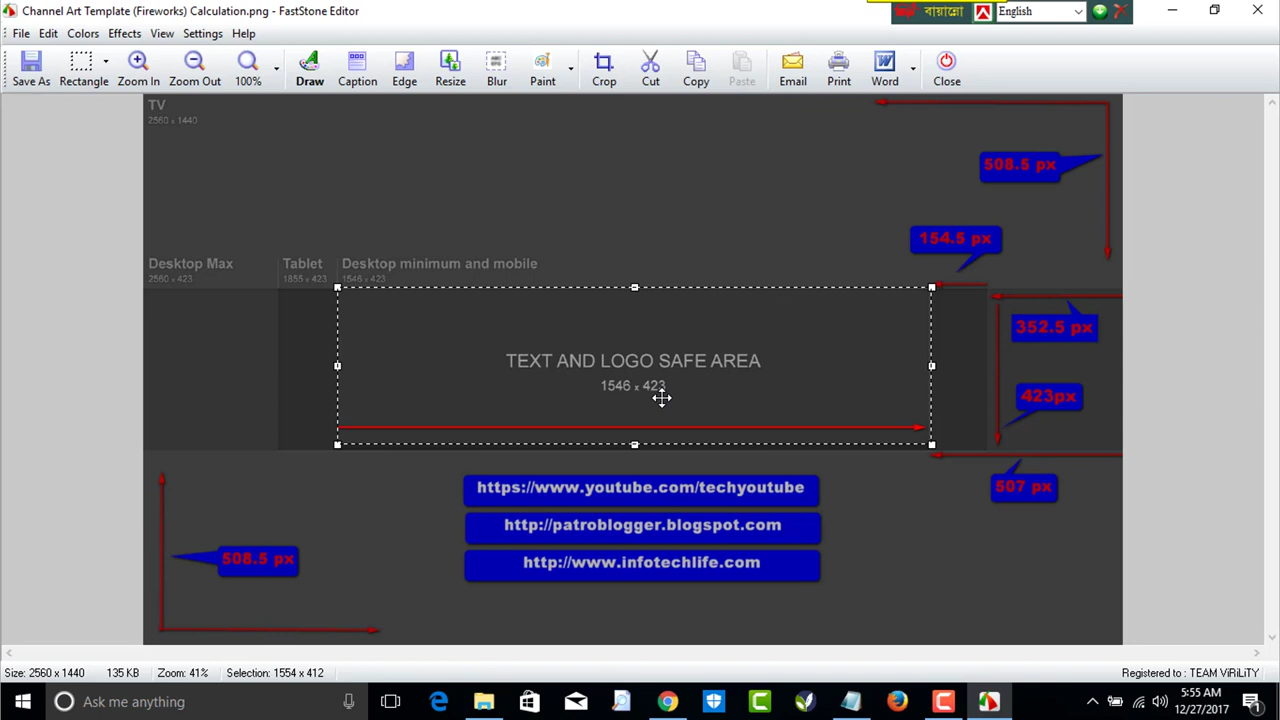 Channel Art Template (Fireworks) Calculation.png - FastStone Editor
বায়ান্নো
English
File Edit Colors Effects View Settings Help
Save As Rectangle Zoom In Zoom Out 100% Draw Caption Edge Resize Blur Paint Crop Cut Copy Paste Email Print Word Close
TV
2560 x 1440
508.5 px
154.5 px
Desktop Max Tablet Desktop minimum and mobile
2560 x 423 1855 x 423 1546 x 423
352.5 px
TEXT AND LOGO SAFE AREA
1546 x 423
423px
507 px
https://www.youtube.com/techyoutube
http://patroblogger.blogspot.com
http://www.infotechlife.com
508.5 px
Size: 2560 x 1440 135 KB Zoom: 41% Selection: 1554 x 412 Registered to : TEAM ViRiLiTY
Ask me anything
5:55 AM
12/27/2017
1